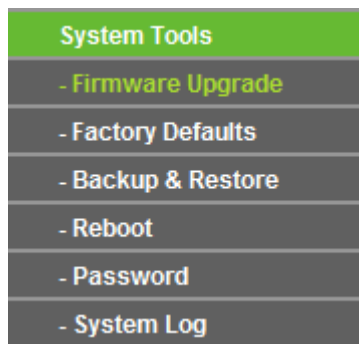 System Tools
- Firmware Upgrade
- Factory Defaults
- Backup & Restore
- Reboot
- Password
- System Log